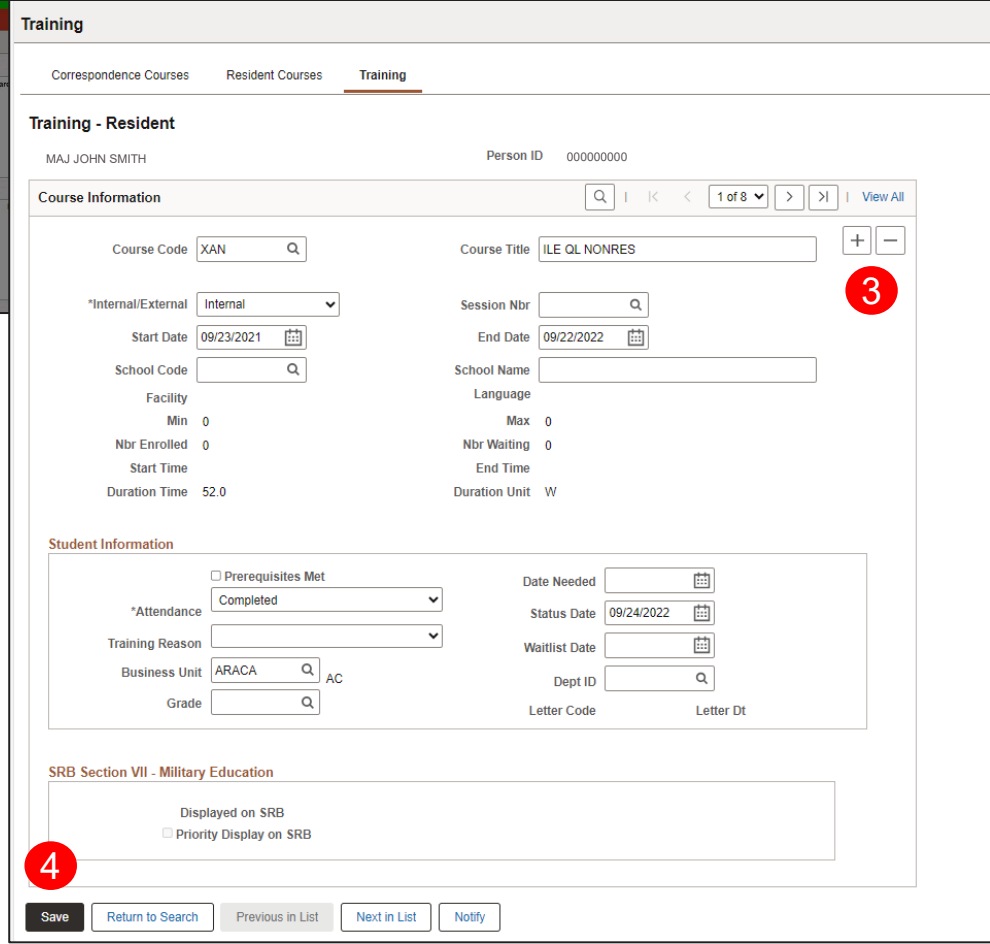 Training
Correspondence Courses Resident Courses Training
Training - Resident
MAJ JOHN SMITH Person ID 000000000
Course Information 1 of 8 View All
Course Code XAN Course Title ILE QL NONRES
3
*Internal/External Internal Session Nbr
Start Date 09/23/2021 End Date 09/22/2022
School Code School Name
Facility Language
Min 0 Max 0
Nbr Enrolled 0 Nbr Waiting 0
Start Time End Time
Duration Time 52.0 Duration Unit W
Student Information
Prerequisites Met Date Needed
*Attendance Completed Status Date 09/24/2022
Training Reason Waitlist Date
Business Unit ARACA AC Dept ID
Grade Letter Code Letter Dt
SRB Section VII - Military Education
Displayed on SRB
Priority Display on SRB
4
Save Return to Search Previous in List Next in List Notify